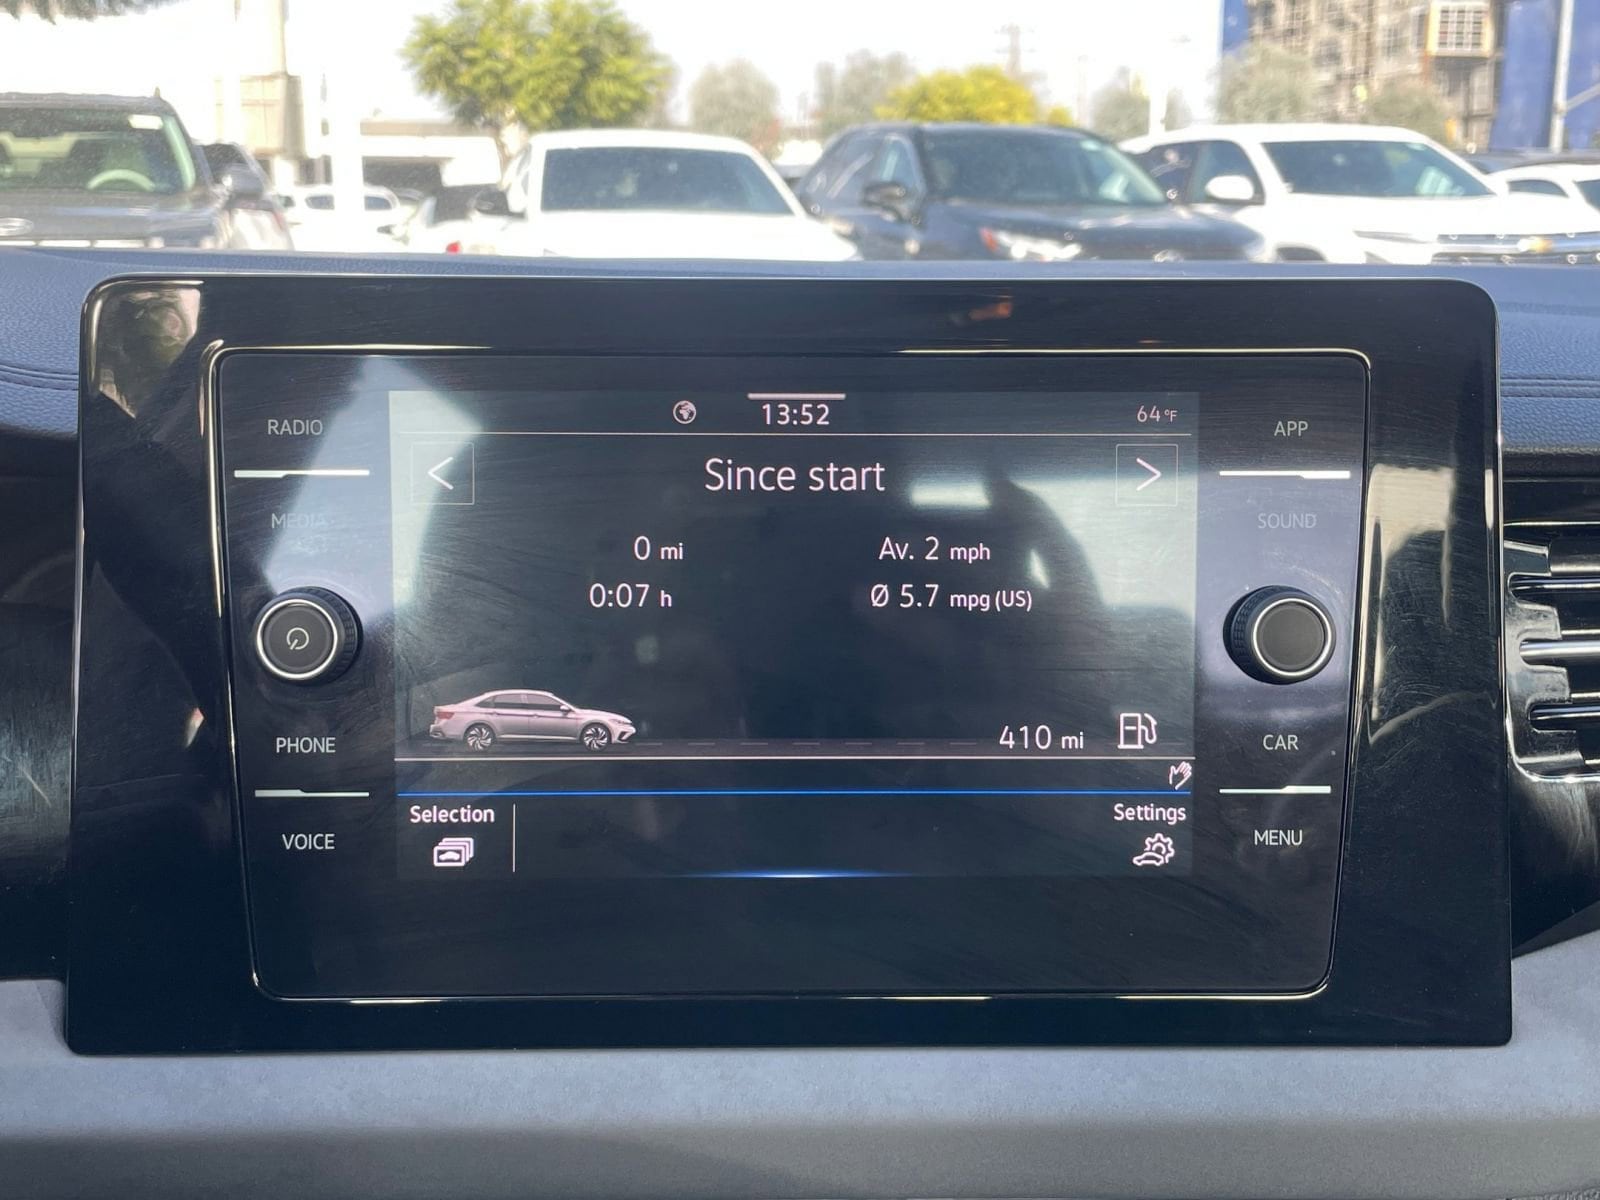 13:52
64°F
RADIO
APP
<
Since start
>
MEDIA
SOUND
0 mi
Av. 2 mph
0:07 h
Ø 5.7 mpg (US)
PHONE
410 mi
CAR
Selection
Settings
VOICE
MENU